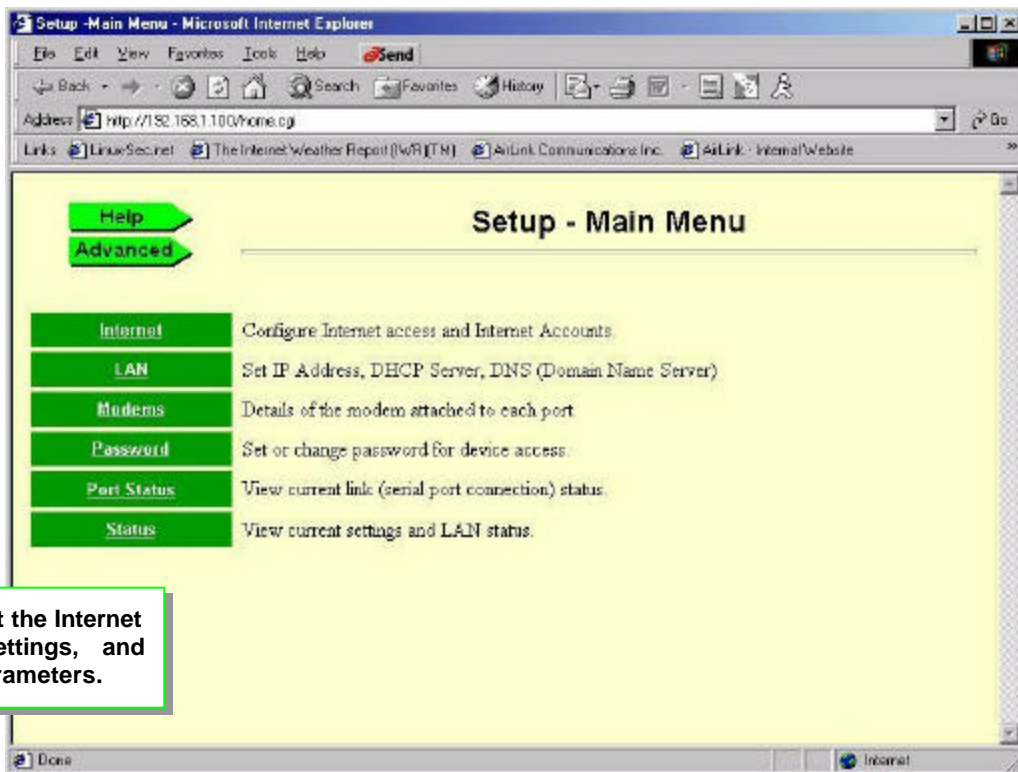 Setup -Main Menu - Microsoft Internet Explorer
File Edit View Favorites Tools Help Send
Back Search Favorites History
Address http://192.168.1.100/home.cgi Go
Links LinuxSec.net The Internet Weather Report (IWR)[TM] AirLink Communications Inc. AirLink - Internal Website
Help
Advanced
Setup - Main Menu
Internet Configure Internet access and Internet Accounts.
LAN Set IP Address, DHCP Server, DNS (Domain Name Server)
Modems Details of the modem attached to each port
Password Set or change password for device access.
Port Status View current link (serial port connection) status.
Status View current settings and LAN status.
t the Internet
ettings, and
rameters.
Done Internet